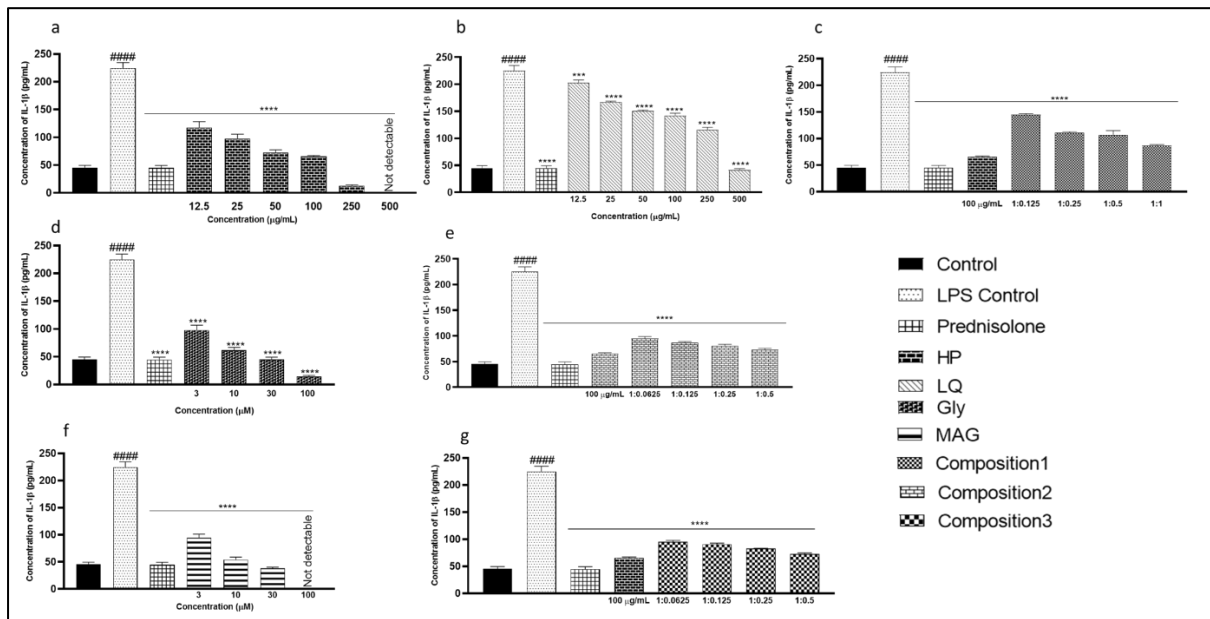 a
Concentration of IL-1β (pg/mL)
250
200
150
100
50
0
####
****
Not detectable
12.5 25 50 100 250 500
Concentration (μg/mL)
b
Concentration of IL-1β (pg/mL)
250
200
150
100
50
0
####
****
***
****
****
****
****
****
12.5 25 50 100 250 500
Concentration (μg/mL)
c
Concentration of IL-1β (pg/mL)
250
200
150
100
50
0
####
****
100 μg/mL 1:0.125 1:0.25 1:0.5 1:1
d
Concentration of IL-1β (pg/mL)
250
200
150
100
50
0
####
****
****
****
****
****
3 10 30 100
Concentration (μM)
e
Concentration of IL-1β (pg/mL)
250
200
150
100
50
0
####
****
100 μg/mL 1:0.0625 1:0.125 1:0.25 1:0.5
Control
LPS Control
Prednisolone
HP
LQ
Gly
MAG
Composition1
Composition2
Composition3
f
Concentration of IL-1β (pg/mL)
250
200
150
100
50
0
####
****
Not detectable
3 10 30 100
Concentration (μM)
g
Concentration of IL-1β (pg/mL)
250
200
150
100
50
0
####
****
100 μg/mL 1:0.0625 1:0.125 1:0.25 1:0.5